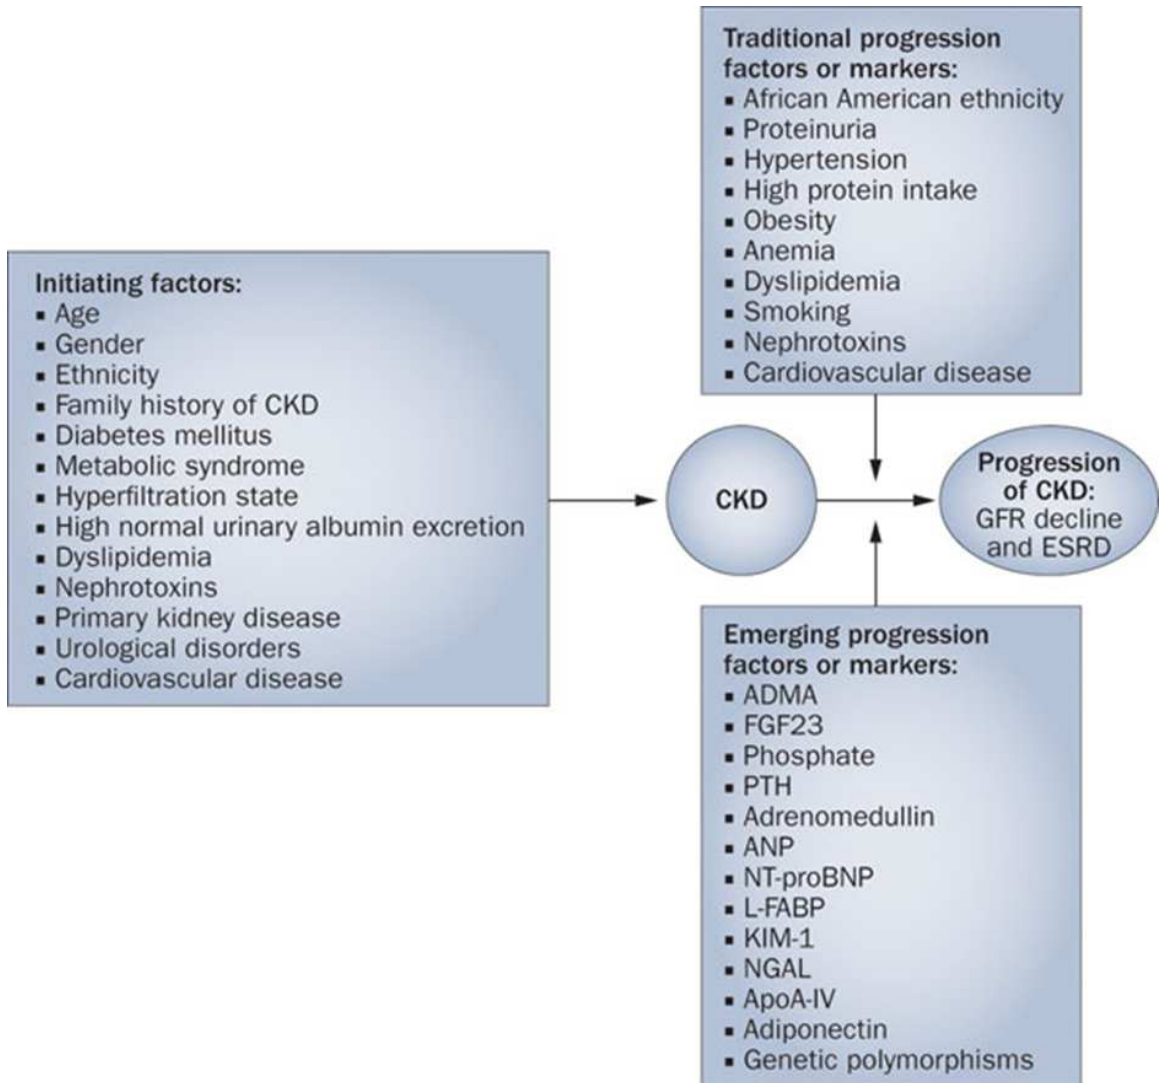 Traditional progression
factors or markers:
▪ African American ethnicity
▪ Proteinuria
▪ Hypertension
▪ High protein intake
▪ Obesity
▪ Anemia
▪ Dyslipidemia
▪ Smoking
▪ Nephrotoxins
▪ Cardiovascular disease
Initiating factors:
▪ Age
▪ Gender
▪ Ethnicity
▪ Family history of CKD
▪ Diabetes mellitus
▪ Metabolic syndrome
▪ Hyperfiltration state
▪ High normal urinary albumin excretion
▪ Dyslipidemia
▪ Nephrotoxins
▪ Primary kidney disease
▪ Urological disorders
▪ Cardiovascular disease
CKD
Progression
of CKD:
GFR decline
and ESRD
Emerging progression
factors or markers:
▪ ADMA
▪ FGF23
▪ Phosphate
▪ PTH
▪ Adrenomedullin
▪ ANP
▪ NT-proBNP
▪ L-FABP
▪ KIM-1
▪ NGAL
▪ ApoA-IV
▪ Adiponectin
▪ Genetic polymorphisms